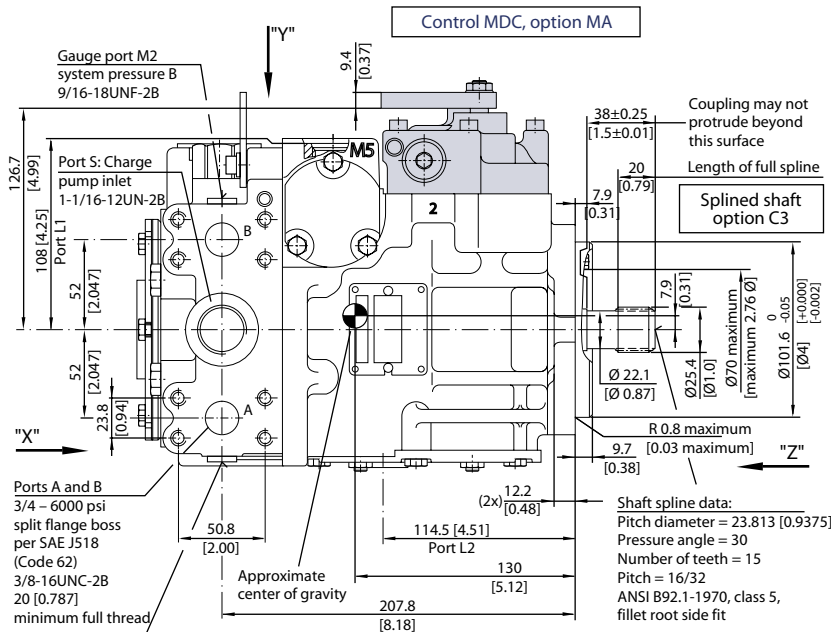 Control MDC, option MA
"Y"
Gauge port M2
system pressure B
9/16-18UNF-2B
9.4
[0.37]
38±0.25
[1.5±0.01]
Coupling may not
protrude beyond
this surface
126.7
[4.99]
M5
Port S: Charge
pump inlet
1-1/16-12UN-2B
20
[0.79]
Length of full spline
108 [4.25]
Port L1
2
7.9
[0.31]
Splined shaft
option C3
B
52
[2.047]
7.9
[0.31]
52
[2.047]
Ø 22.1
[Ø 0.87]
Ø25.4
[Ø1.0]
Ø70 maximum
[maximum 2.76 Ø]
Ø101.6 0 -0.05
[Ø4] [+0.000] [-0.002]
23.8
[0.94]
A
"X"
R 0.8 maximum
[0.03 maximum]
"Z"
9.7
[0.38]
Ports A and B
3/4 – 6000 psi
split flange boss
per SAE J518
(Code 62)
3/8-16UNC-2B
20 [0.787]
minimum full thread
50.8
[2.00]
(2x) 12.2
[0.48]
114.5 [4.51]
Port L2
Approximate
center of gravity
130
[5.12]
207.8
[8.18]
Shaft spline data:
Pitch diameter = 23.813 [0.9375]
Pressure angle = 30
Number of teeth = 15
Pitch = 16/32
ANSI B92.1-1970, class 5,
fillet root side fit